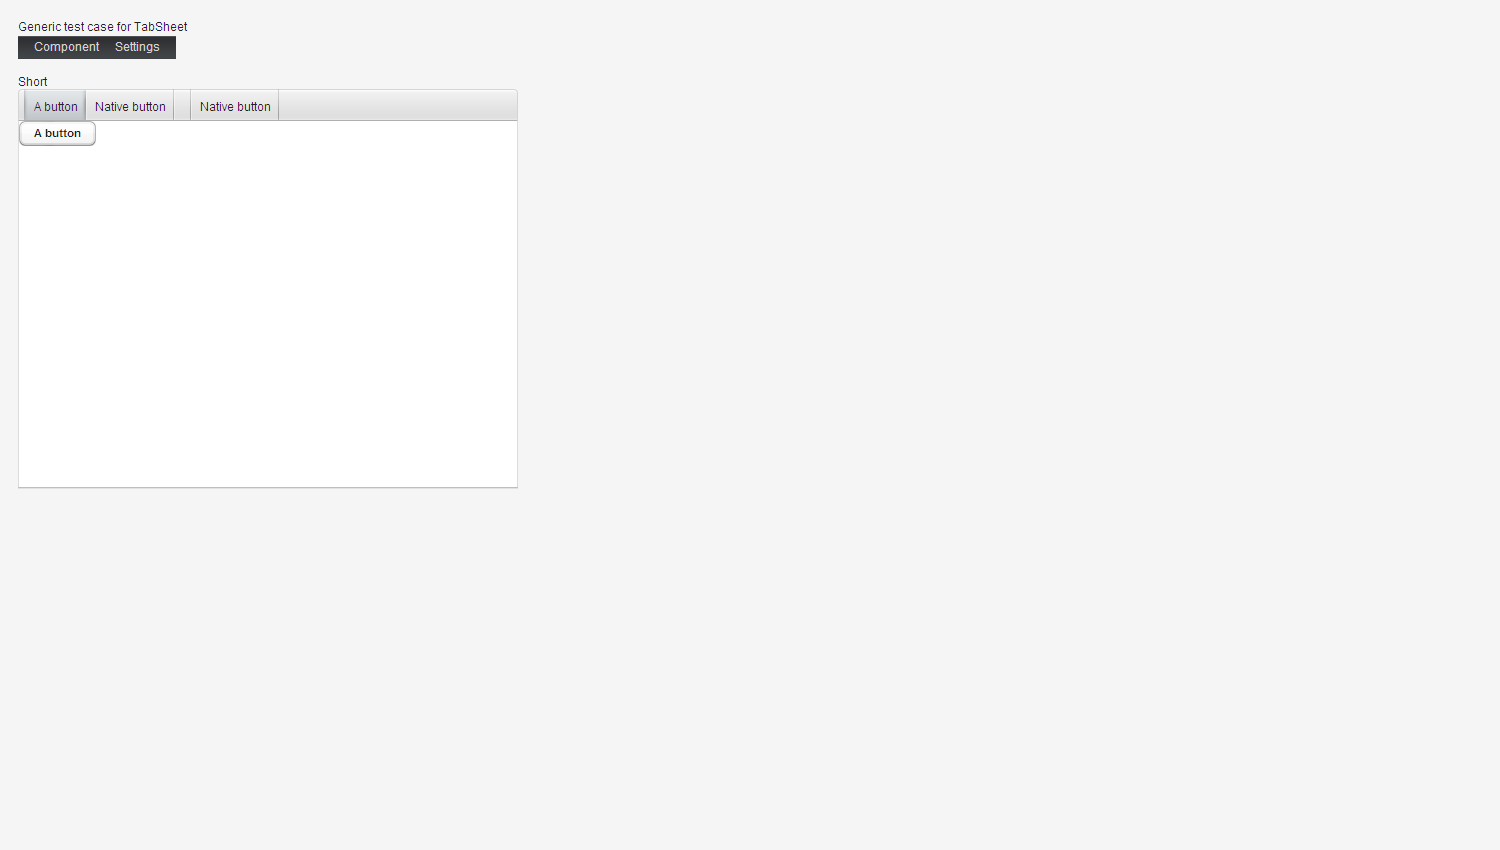 Generic test case for TabSheet
Component Settings
Short
A button Native button Native button
A button